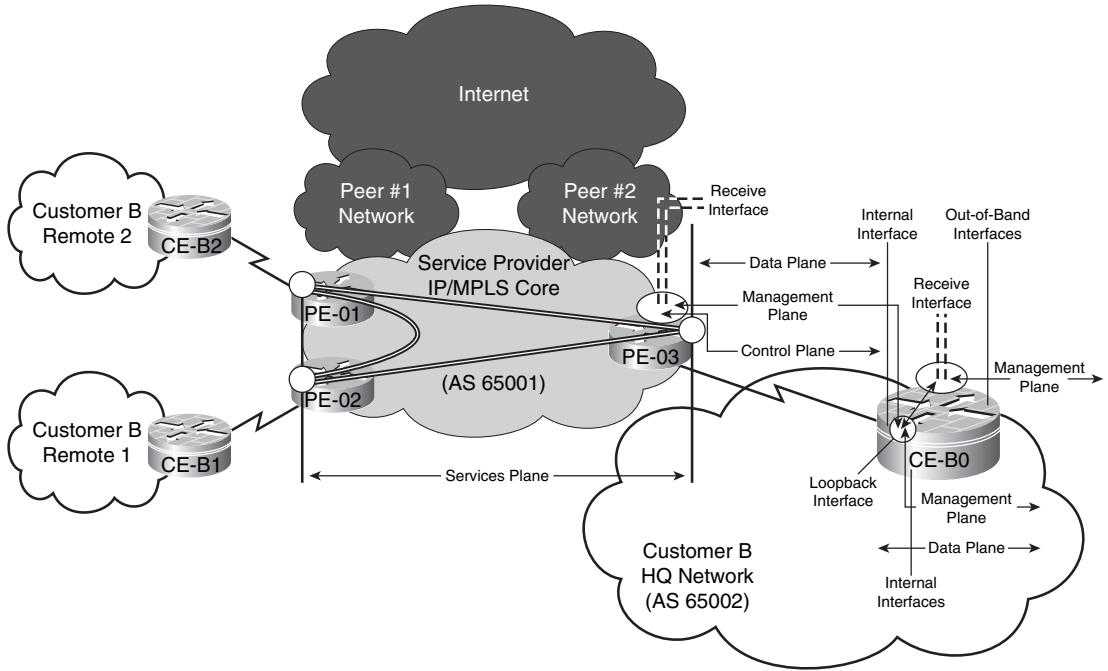 Internet
Peer #1
Network
Peer #2
Network
Receive
Interface
Customer B
Remote 2
CE-B2
Internal
Interface
Out-of-Band
Interfaces
Service Provider
IP/MPLS Core
Data Plane
PE-01
Management
Plane
Receive
Interface
PE-03
Control Plane
(AS 65001)
Management
Plane
PE-02
Customer B
Remote 1
CE-B1
CE-B0
Services Plane
Loopback
Interface
Management
Plane
Customer B
HQ Network
(AS 65002)
Data Plane
Internal
Interfaces